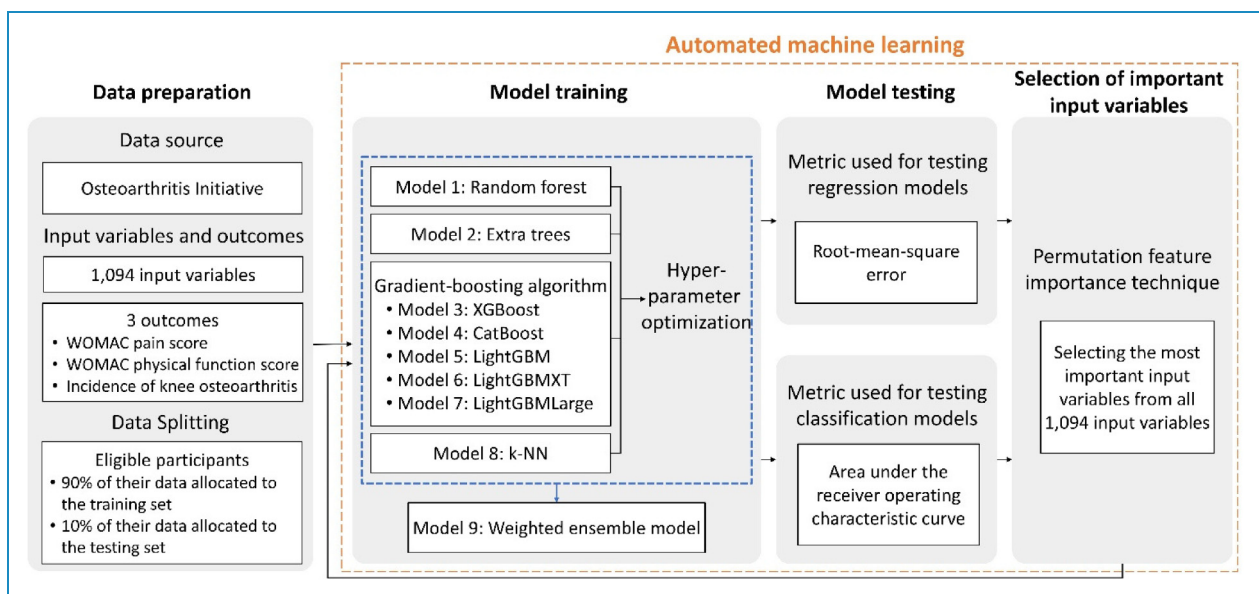 Automated machine learning
Data preparation
Data source
Osteoarthritis Initiative
Input variables and outcomes
1,094 input variables
3 outcomes
• WOMAC pain score
• WOMAC physical function score
• Incidence of knee osteoarthritis
Data Splitting
Eligible participants
• 90% of their data allocated to
the training set
• 10% of their data allocated to
the testing set
Model training
Model 1: Random forest
Model 2: Extra trees
Gradient-boosting algorithm
• Model 3: XGBoost
• Model 4: CatBoost
• Model 5: LightGBM
• Model 6: LightGBMXT
• Model 7: LightGBMLarge
Model 8: k-NN
Hyper-
parameter
optimization
Model 9: Weighted ensemble model
Model testing
Metric used for testing
regression models
Root-mean-square
error
Metric used for testing
classification models
Area under the
receiver operating
characteristic curve
Selection of important
input variables
Permutation feature
importance technique
Selecting the most
important input
variables from all
1,094 input variables